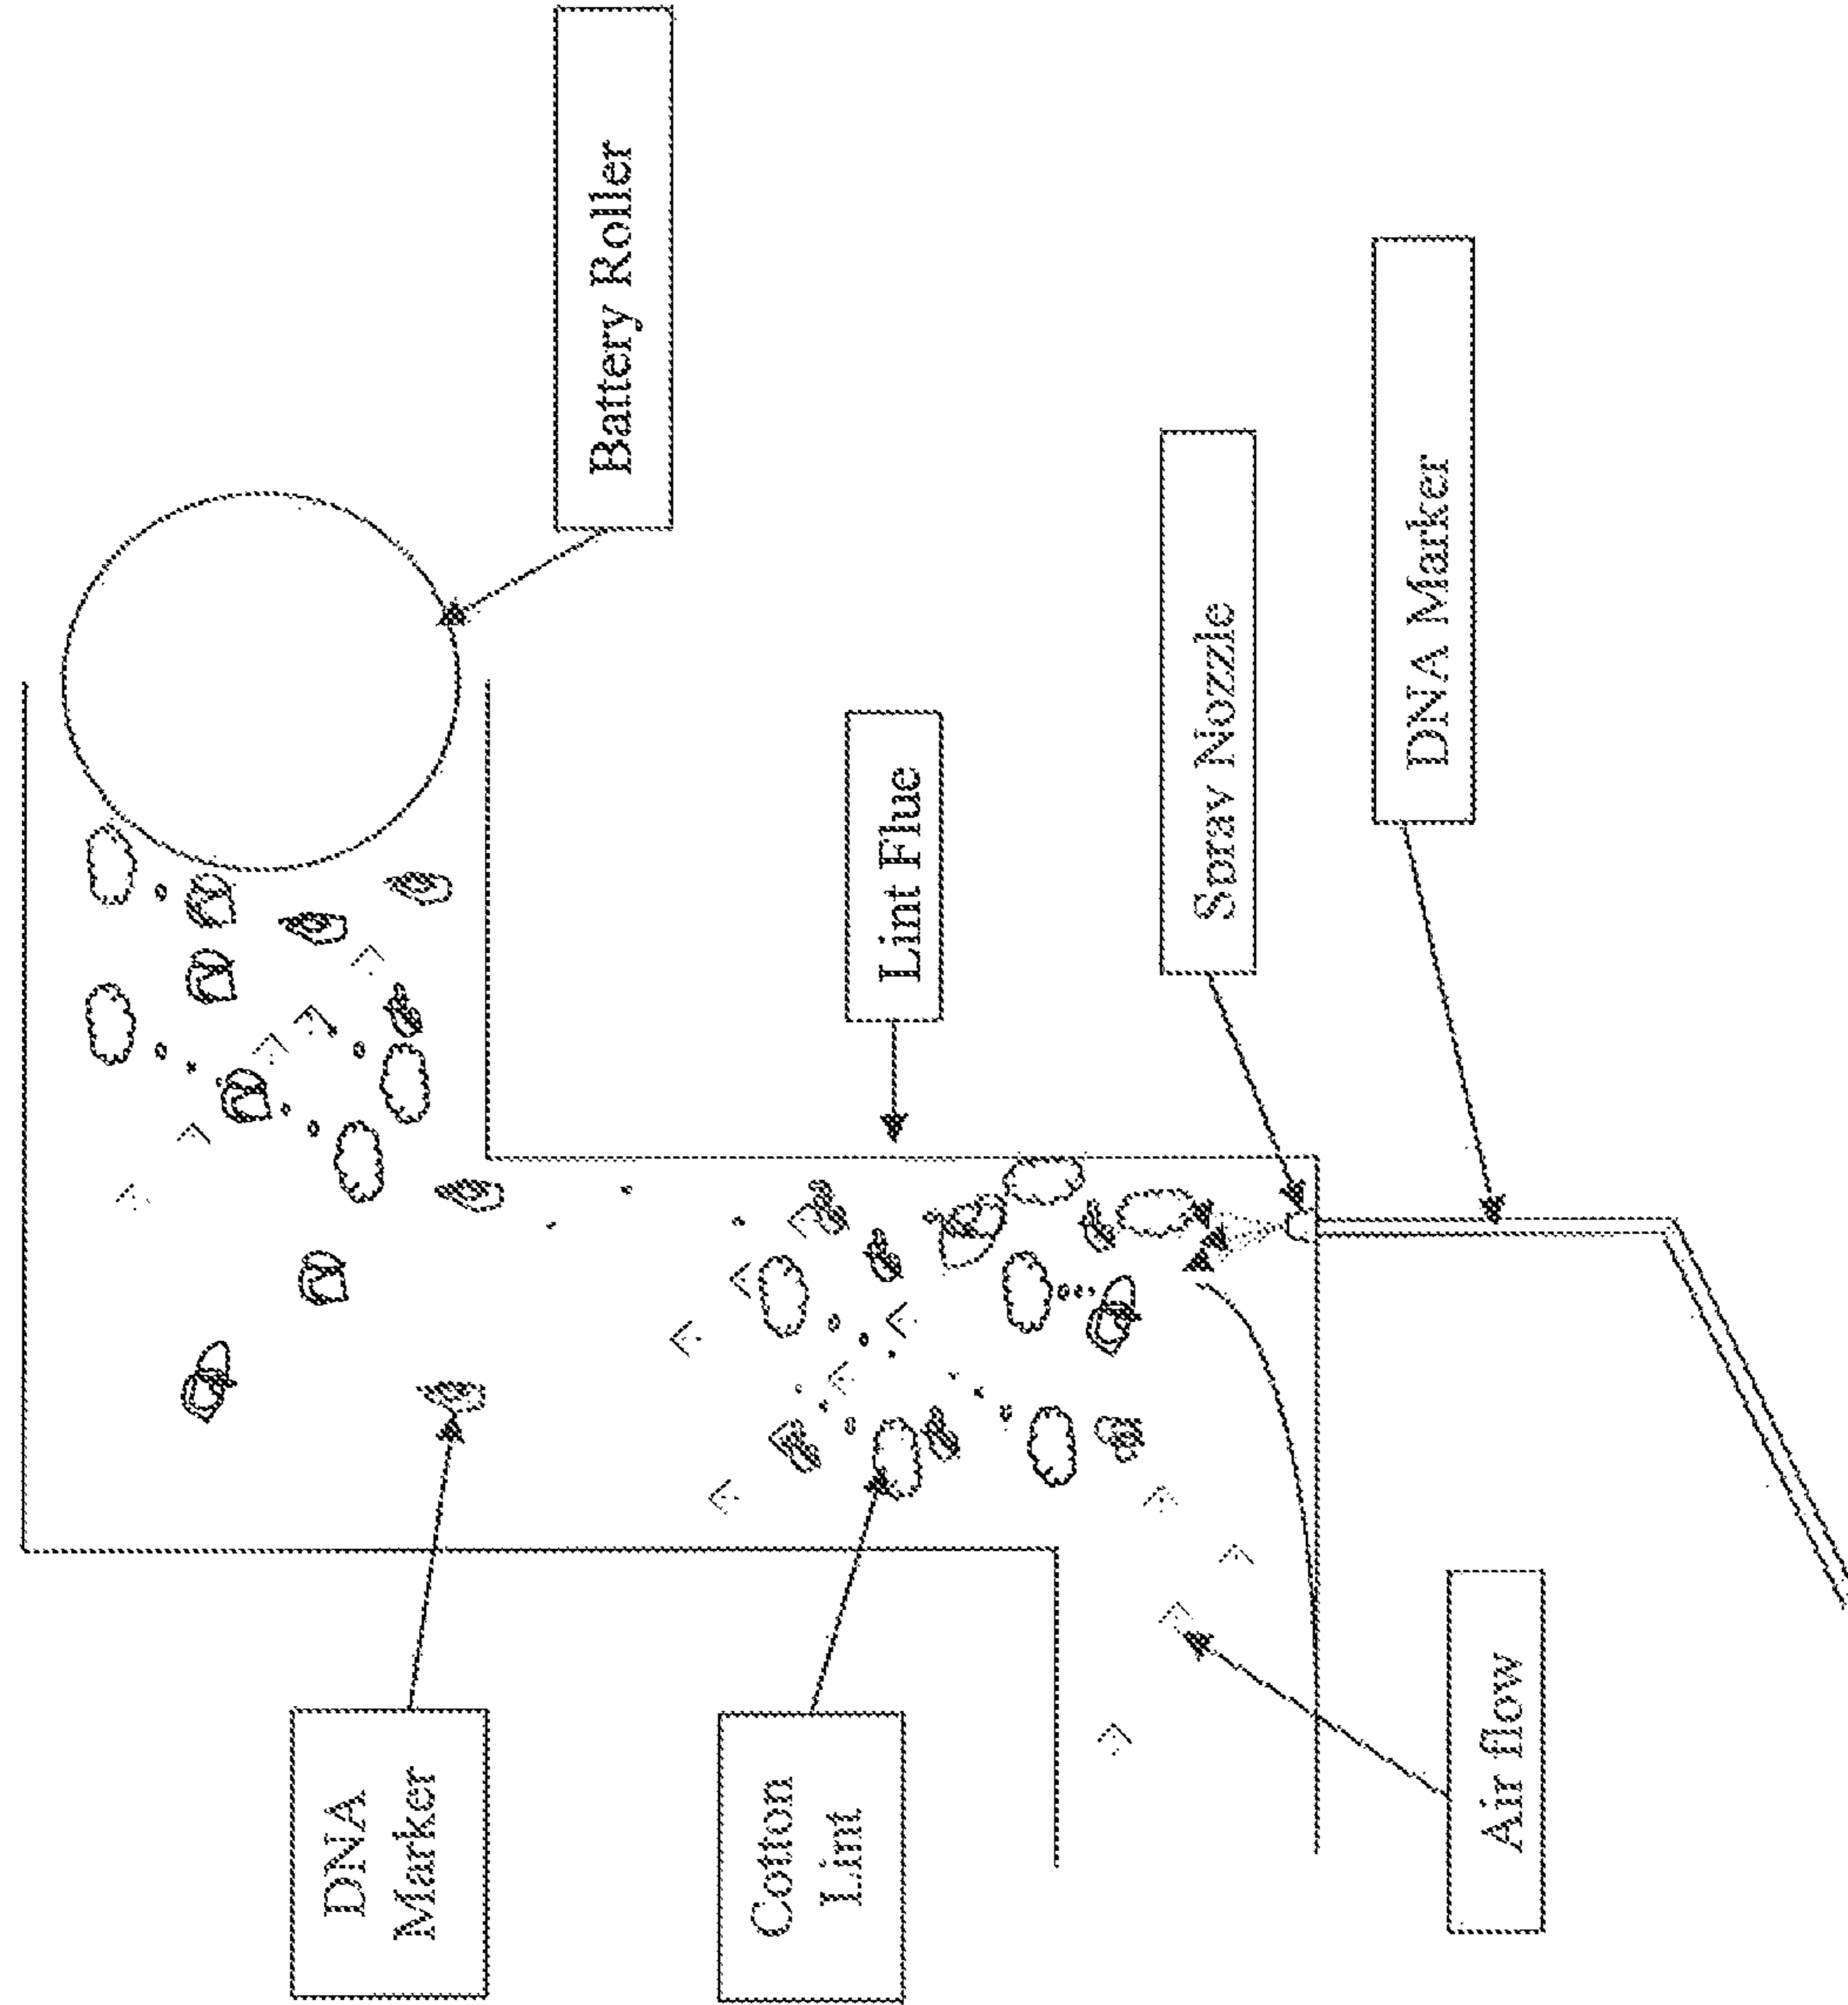 DNA
Marker
Battery Roller
Cotton
Lint
Lint Flue
Spray Nozzle
DNA Marker
Air flow